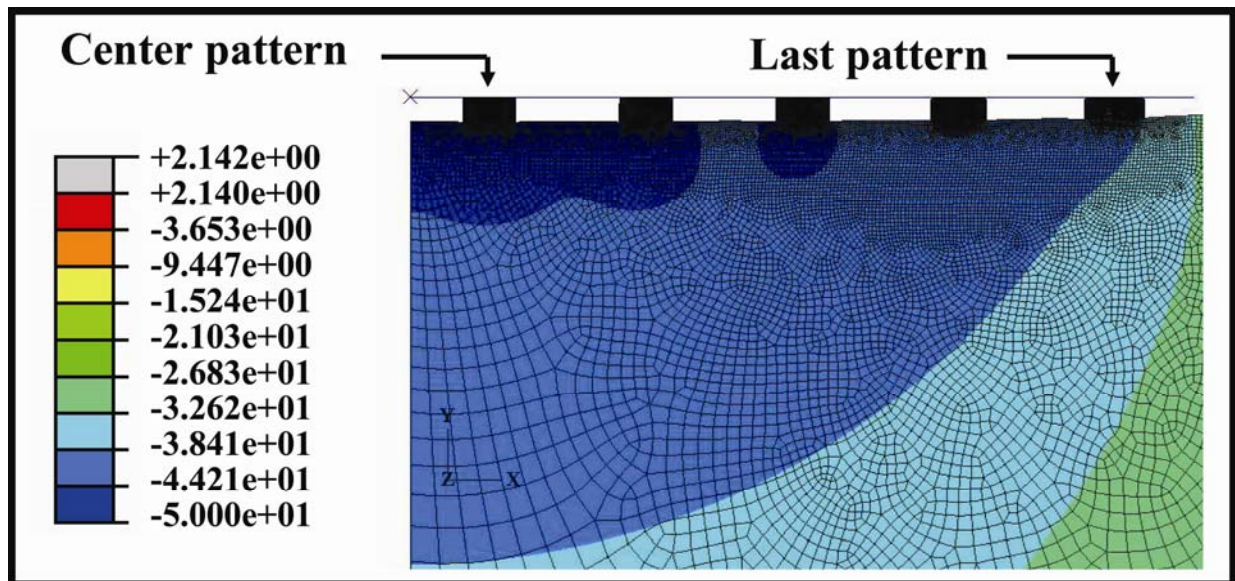 Center pattern
Last pattern
+2.142e+00
+2.140e+00
-3.653e+00
-9.447e+00
-1.524e+01
-2.103e+01
-2.683e+01
-3.262e+01
-3.841e+01
-4.421e+01
-5.000e+01
Y
Z X